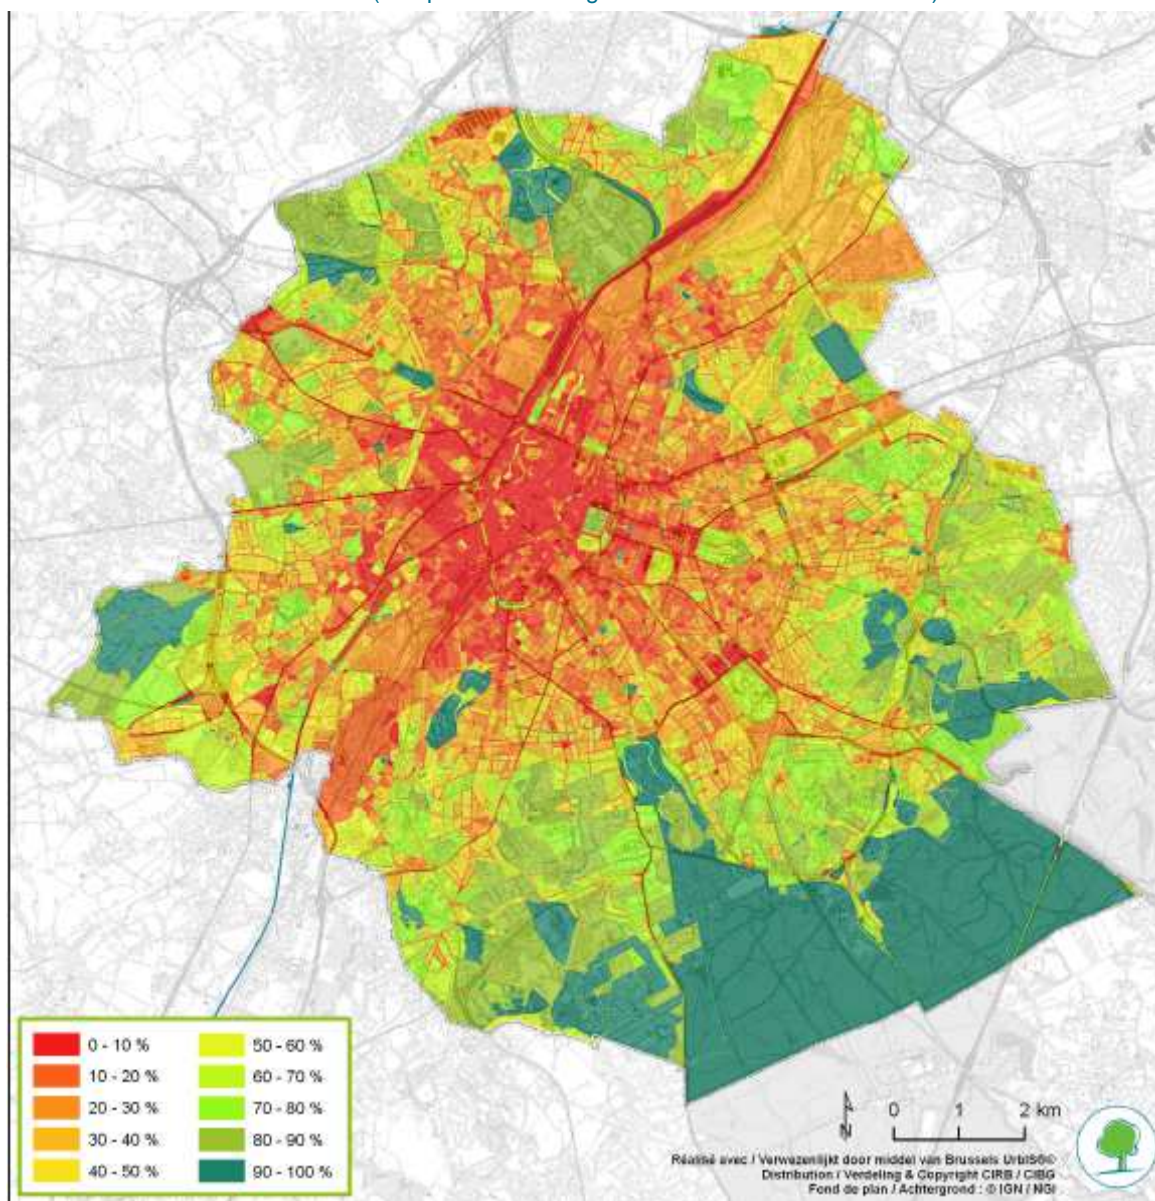 0 - 10 %
10 - 20 %
20 - 30 %
30 - 40 %
40 - 50 %
50 - 60 %
60 - 70 %
70 - 80 %
80 - 90 %
90 - 100 %
N
0 1 2 km
Réalisé avec / Verwezenlijkt door middel van Brussels UrbIS®©
Distribution / Verdeling & Copyright CIRB / CIBG
Fond de plan / Achtergrond : © IGN / NGI